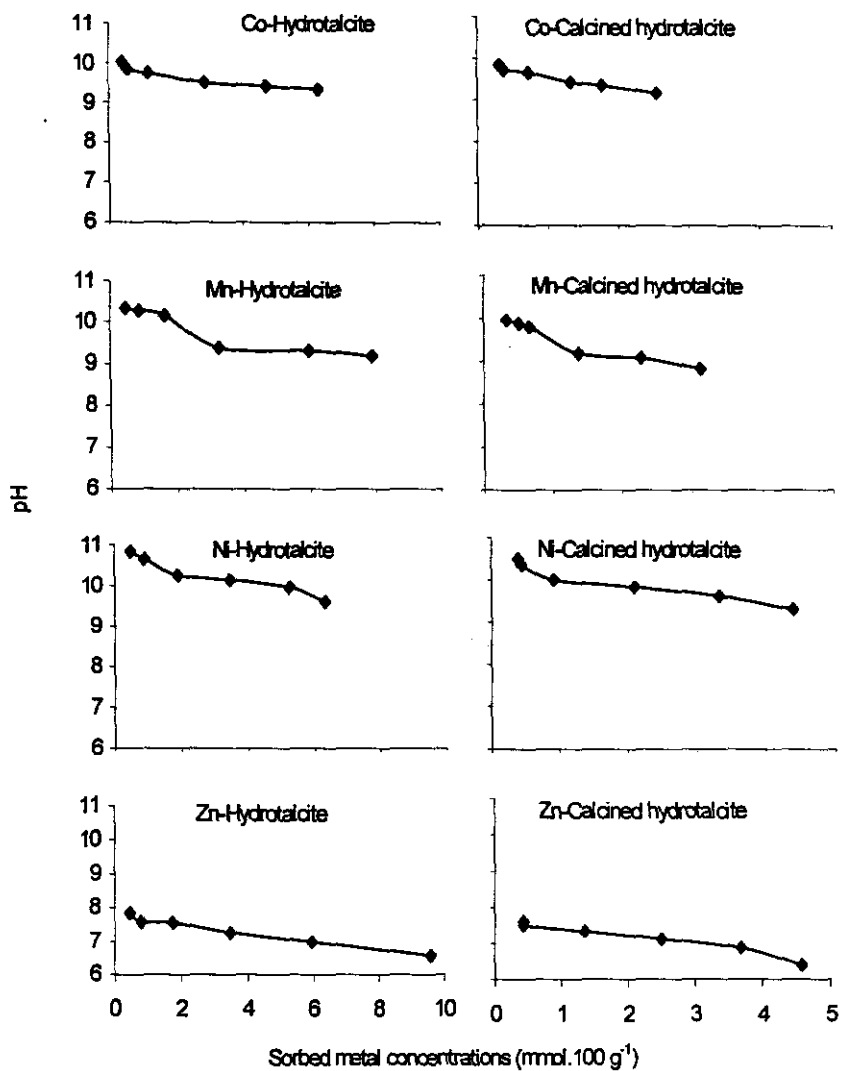 Co-Hydrotalcite
Co-Calcined hydrotalcite
11
10
9
8
7
6
Mn-Hydrotalcite
Mn-Calcined hydrotalcite
11
10
9
8
7
6
pH
Ni-Hydrotalcite
Ni-Calcined hydrotalcite
11
10
9
8
7
6
Zn-Hydrotalcite
Zn-Calcined hydrotalcite
11
10
9
8
7
6
0 2 4 6 8 10
0 1 2 3 4 5
Sorbed metal concentrations (mmol.100 g⁻¹)